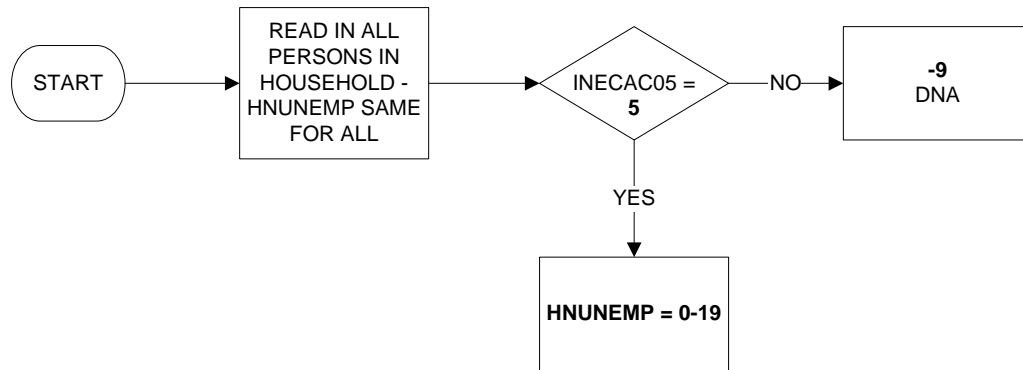 START
READ IN ALL
PERSONS IN
HOUSEHOLD -
HNUNEMP SAME
FOR ALL
INECAC05 =
5
NO
-9
DNA
YES
HNUNEMP = 0-19